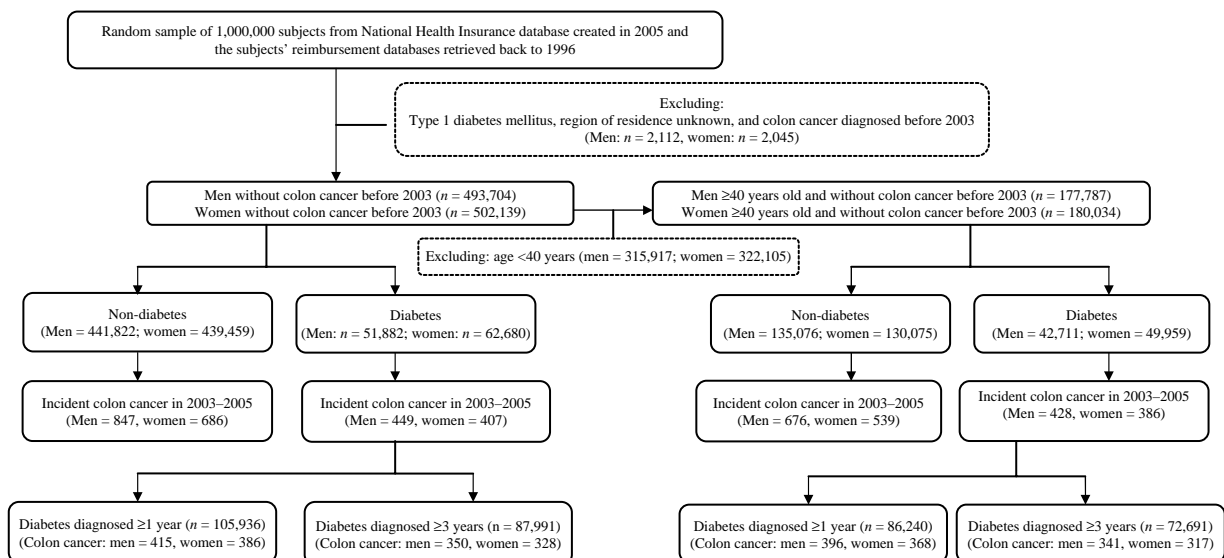 Random sample of 1,000,000 subjects from National Health Insurance database created in 2005 and
the subjects’ reimbursement databases retrieved back to 1996
Excluding:
Type 1 diabetes mellitus, region of residence unknown, and colon cancer diagnosed before 2003
(Men: n = 2,112, women: n = 2,045)
Men without colon cancer before 2003 (n = 493,704)
Women without colon cancer before 2003 (n = 502,139)
Men ≥40 years old and without colon cancer before 2003 (n = 177,787)
Women ≥40 years old and without colon cancer before 2003 (n = 180,034)
Excluding: age <40 years (men = 315,917; women = 322,105)
Non-diabetes
(Men = 441,822; women = 439,459)
Diabetes
(Men: n = 51,882; women: n = 62,680)
Non-diabetes
(Men = 135,076; women = 130,075)
Diabetes
(Men = 42,711; women = 49,959)
Incident colon cancer in 2003–2005
(Men = 847, women = 686)
Incident colon cancer in 2003–2005
(Men = 449, women = 407)
Incident colon cancer in 2003–2005
(Men = 676, women = 539)
Incident colon cancer in 2003–2005
(Men = 428, women = 386)
Diabetes diagnosed ≥1 year (n = 105,936)
(Colon cancer: men = 415, women = 386)
Diabetes diagnosed ≥3 years (n = 87,991)
(Colon cancer: men = 350, women = 328)
Diabetes diagnosed ≥1 year (n = 86,240)
(Colon cancer: men = 396, women = 368)
Diabetes diagnosed ≥3 years (n = 72,691)
(Colon cancer: men = 341, women = 317)